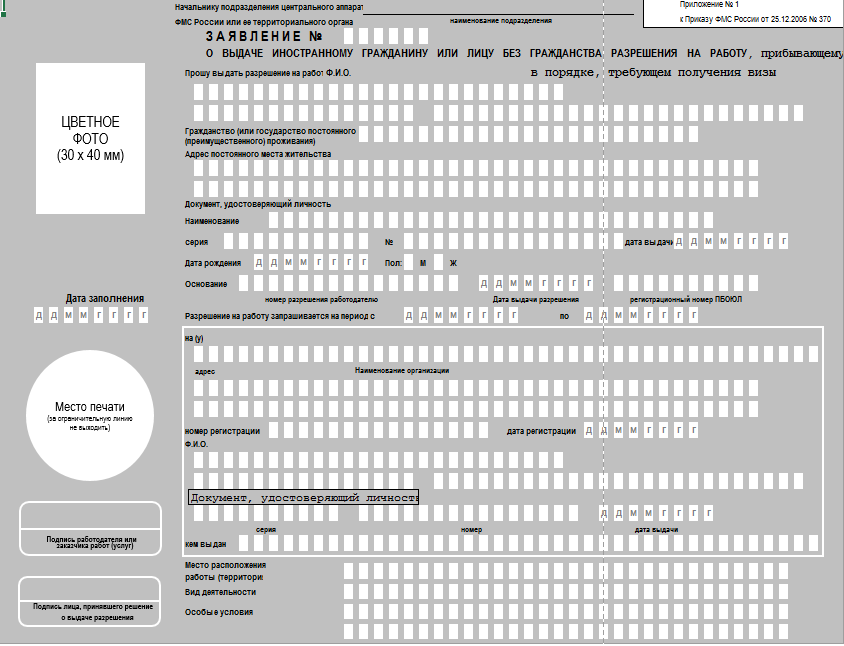 Начальнику подразделения центрального аппарат
ФМС России или ее территориального органа
наименование подразделения
Приложение № 1
к Приказу ФМС России от 25.12.2006 № 370
ЗАЯВЛЕНИЕ №
О ВЫДАЧЕ ИНОСТРАННОМУ ГРАЖДАНИНУ ИЛИ ЛИЦУ БЕЗ ГРАЖДАНСТВА РАЗРЕШЕНИЯ НА РАБОТУ, прибывающему
в порядке, требующем получения визы
Прошу выдать разрешение на работ Ф.И.О.
ЦВЕТНОЕ
ФОТО
(30 x 40 мм)
Гражданство (или государство постоянного
(преимущественного) проживания)
Адрес постоянного места жительства
Документ, удостоверяющий личность
Наименование
серия № дата выдачи Д Д М М Г Г Г Г
Дата рождения Д Д М М Г Г Г Г Пол: М Ж
Основание Д Д М М Г Г Г Г
номер разрешения работодателю Дата выдачи разрешения регистрационный номер ПБОЮЛ
Дата заполнения
Д Д М М Г Г Г Г
Разрешение на работу запрашивается на период с Д Д М М Г Г Г Г по Д Д М М Г Г Г Г
на (у)
адрес Наименование организации
Место печати
(за ограничительную линию
не выходить)
номер регистрации дата регистрации Д Д М М Г Г Г Г
Ф.И.О.
Документ, удостоверяющий личность
Д Д М М Г Г Г Г
серия номер дата выдачи
кем выдан
Подпись работодателя или
заказчика работ (услуг)
Место расположения
работы (территори
Вид деятельности
Особые условия
Подпись лица, принявшего решение
о выдаче разрешения